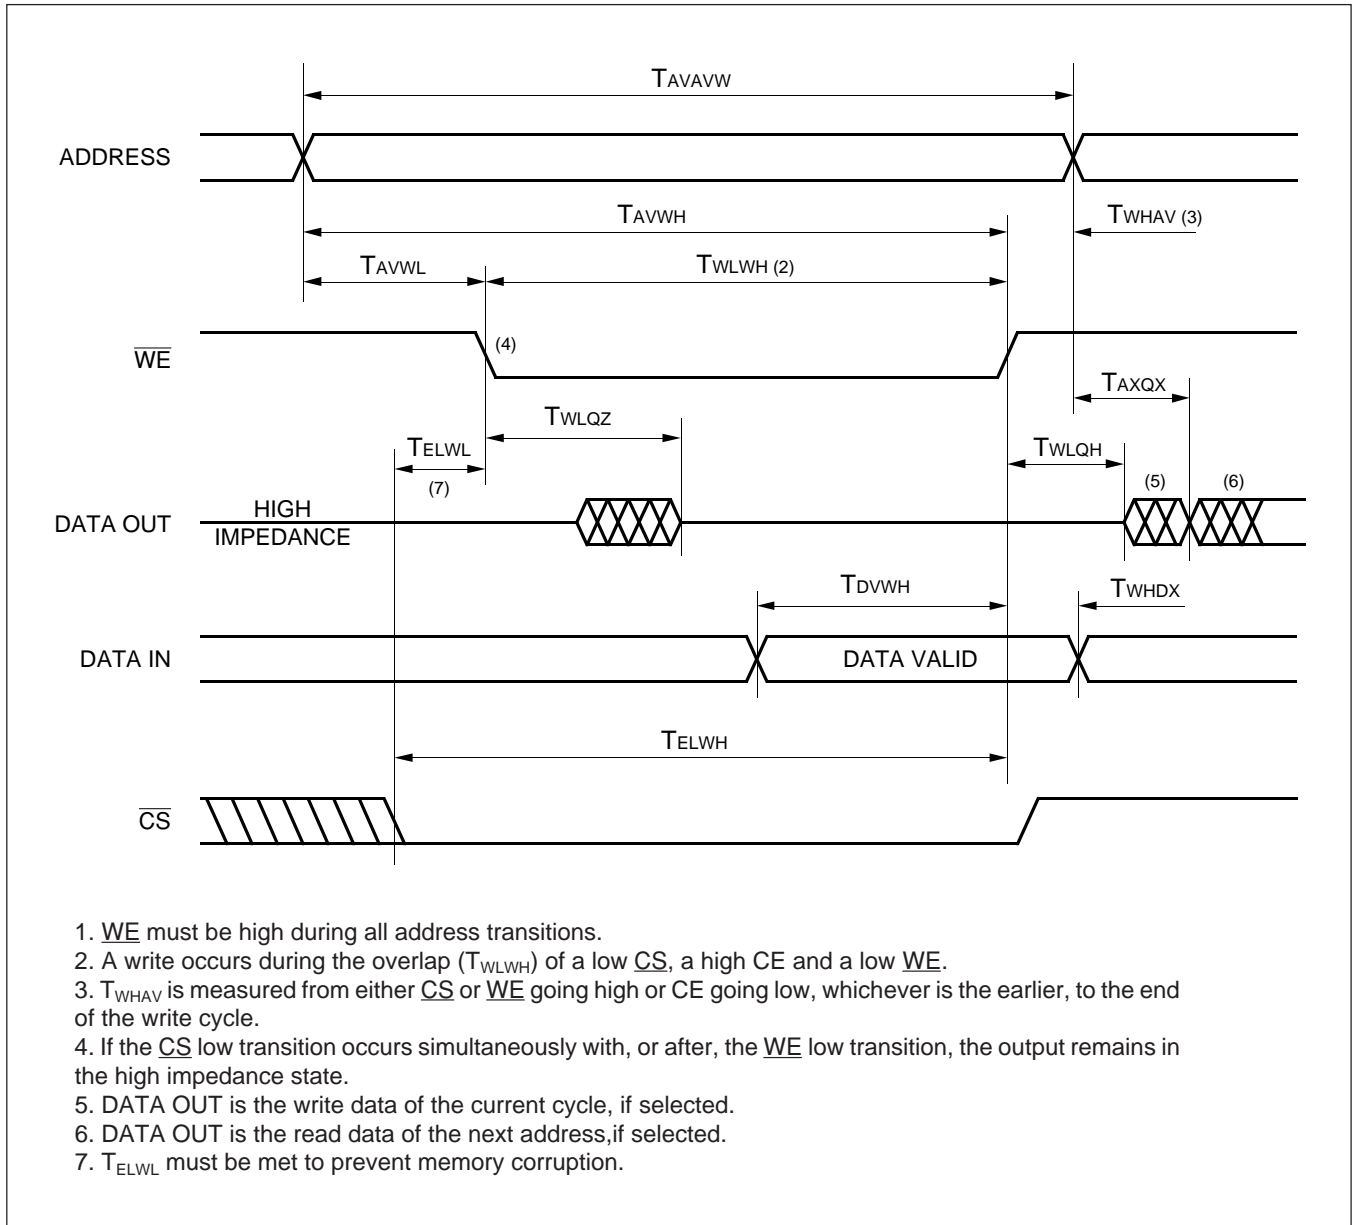 TAVAVW
ADDRESS
TAVWH
TWHAV (3)
TAVWL
TWLWH (2)
WE
(4)
TAXQX
TWLQZ
TELWL
TWLQH
(7)
(5)
(6)
DATA OUT
HIGH
IMPEDANCE
TDVWH
TWHDX
DATA IN
DATA VALID
TELWH
CS
1. WE must be high during all address transitions.
2. A write occurs during the overlap (TWLWH) of a low CS, a high CE and a low WE.
3. TWHAV is measured from either CS or WE going high or CE going low, whichever is the earlier, to the end
of the write cycle.
4. If the CS low transition occurs simultaneously with, or after, the WE low transition, the output remains in
the high impedance state.
5. DATA OUT is the write data of the current cycle, if selected.
6. DATA OUT is the read data of the next address,if selected.
7. TELWL must be met to prevent memory corruption.